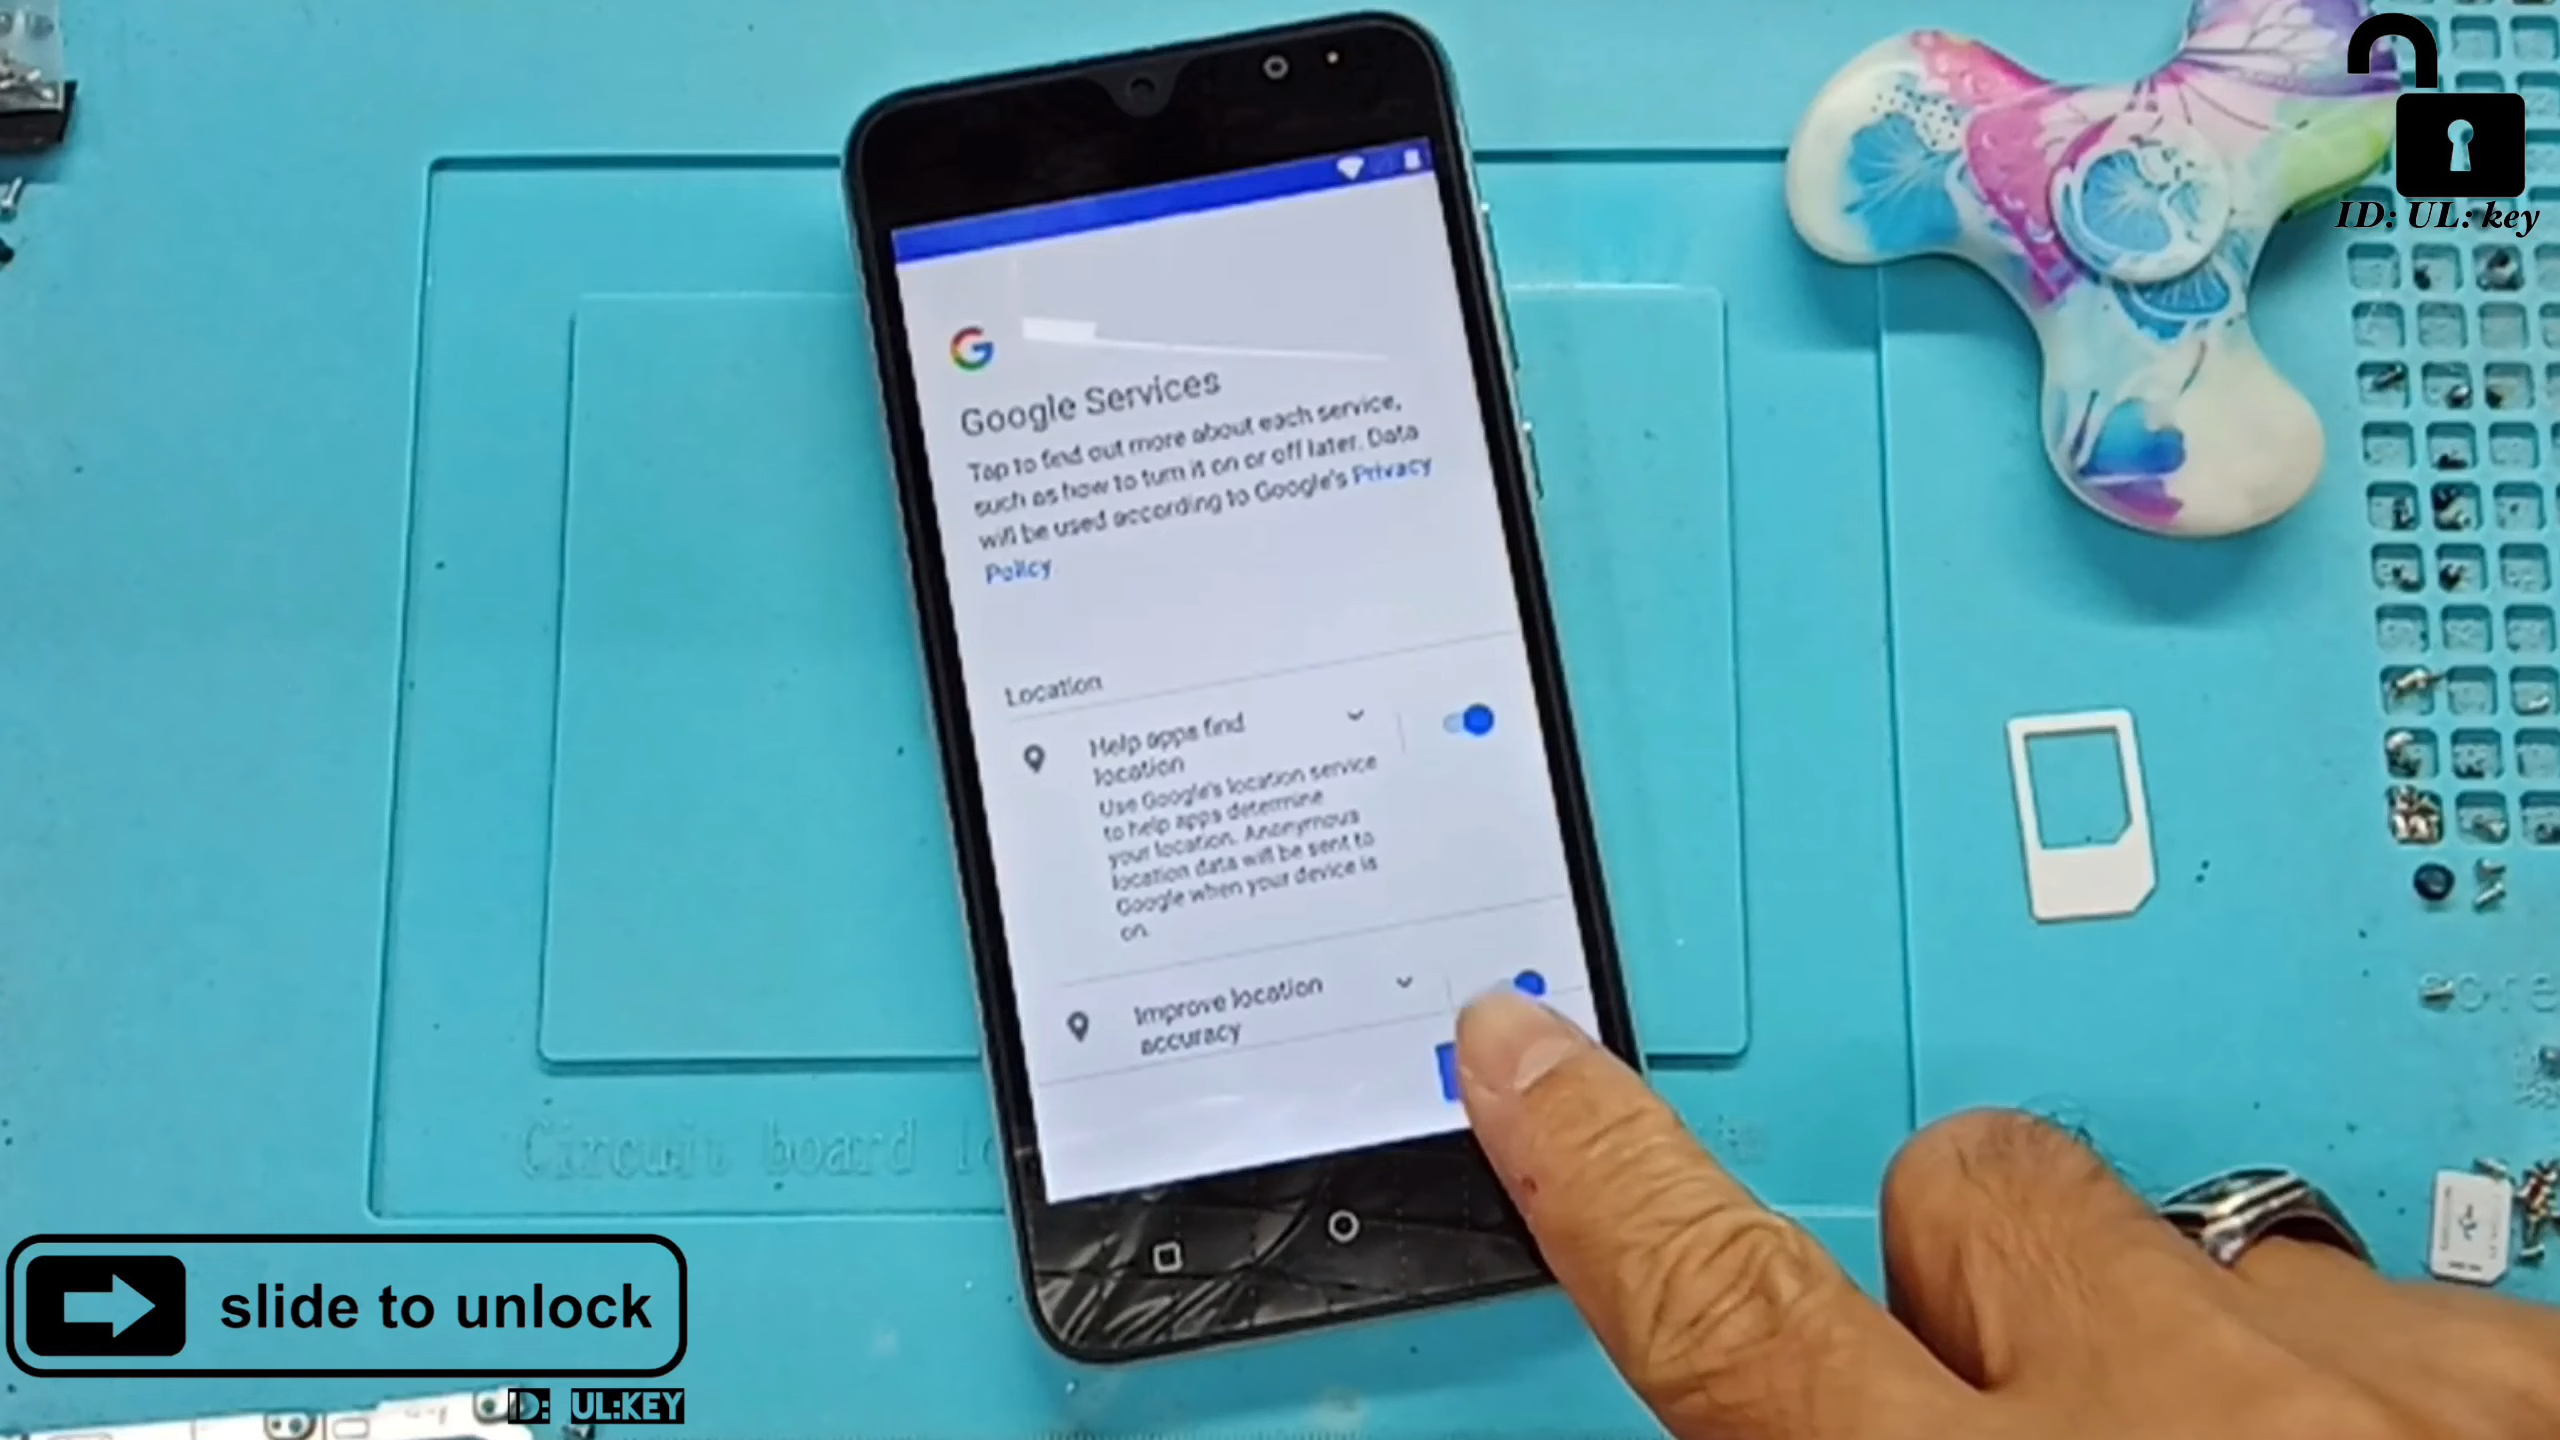 ID: UL: key
Google Services
Tap to find out more about each service,
such as how to turn it on or off later. Data
will be used according to Google's Privacy
Policy
Location
Help apps find
location
Use Google's location service
to help apps determine
your location. Anonymous
location data will be sent to
Google when your device is
on.
Improve location
accuracy
Circuit board
slide to unlock
ID: UL:KEY